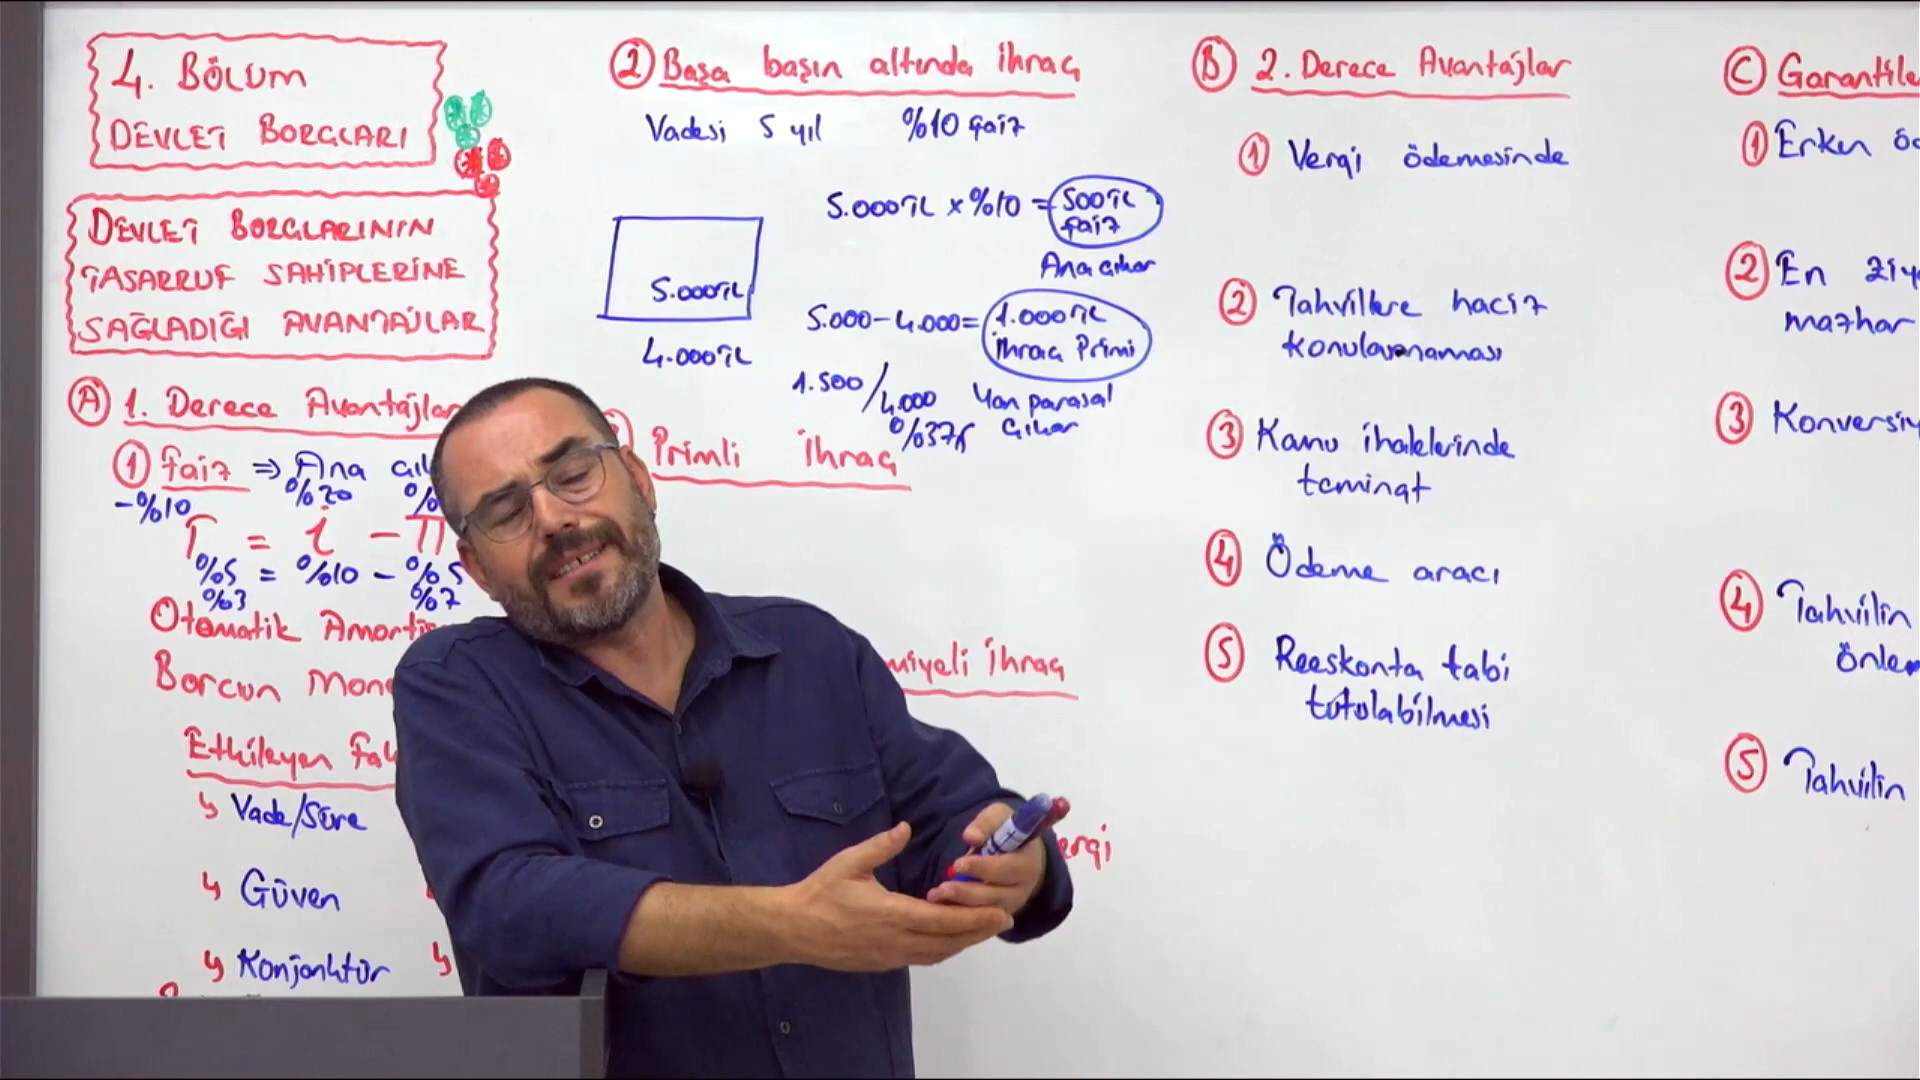 4. BÖLÜM
DEVLET BORÇLARI
DEVLET BORÇLARININ
TASARRUF SAHİPLERİNE
SAĞLADIĞI AVANTAJLAR
A 1. Derece Avantajlar
1 faiz ⇒ Ana
-%10 %20
r = i - π
%5 = %10 - %5
%3 %7
Otomatik
Borcun
Etkileyen
↳ Vade/Süre
↳ Güven
↳ Konjonktür
2 Başa başın altında ihraç
Vadesi 5 yıl %10 faiz
5.000TL x %10 = 500TL
faiz
Ana çıkar
5.000TL
4.000TL
5.000-4.000= 1.000TL
İhraç Primi
1.500/4.000 Yan parasal
%37,5 çıkar
Primli İhraç
İhraç
B 2. Derece Avantajlar
1 Vergi ödemesinde
2 Tahvillere haciz
konulamaması
3 Kamu ihalelerinde
teminat
4 Ödeme aracı
5 Reeskonta tabi
tutulabilmesi
C
1 Erken
2 En
mazhar
3
4 Tahvilin
5 Tahvilin